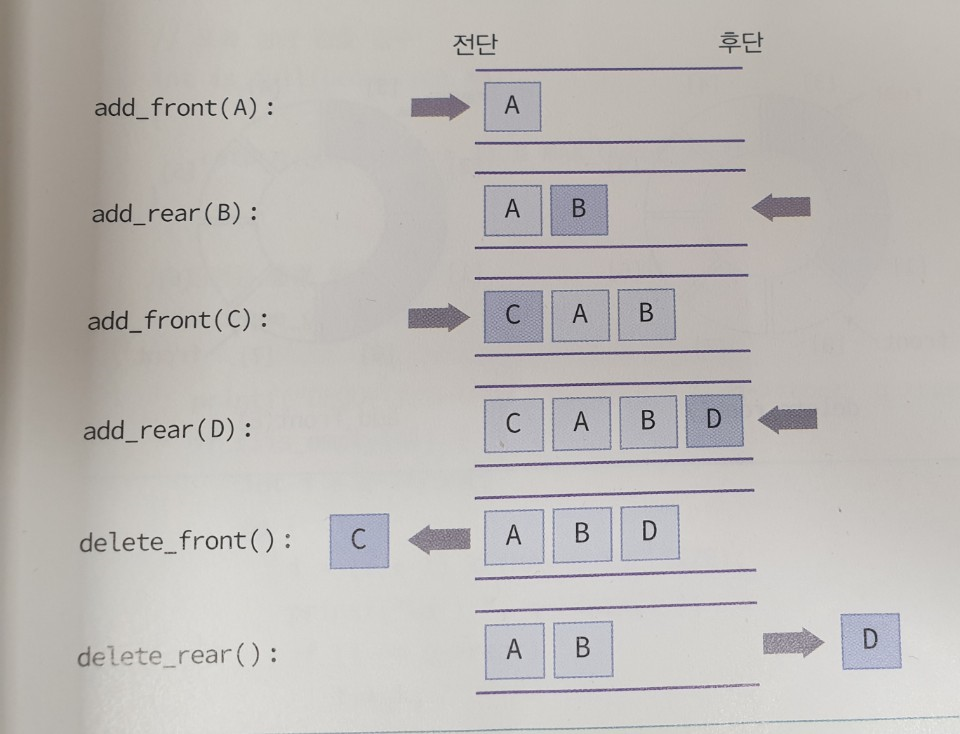 전단 후단
add_front(A): A
add_rear(B): A B
add_front(C): C A B
add_rear(D): C A B D
delete_front(): C A B D
delete_rear(): A B D